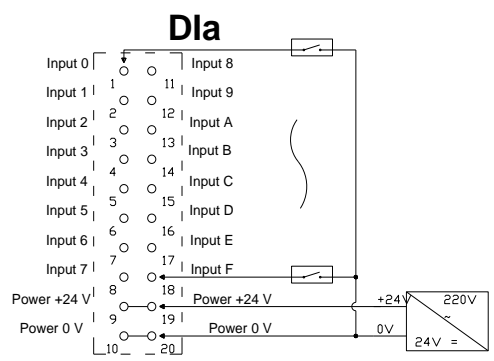 DIa
Input 0 Input 8
1 11
Input 1 Input 9
2 12
Input 2 Input A
3 13
Input 3 Input B
4 14
Input 4 Input C
5 15
Input 5 Input D
6 16
Input 6 Input E
7 17
Input 7 Input F
8 18
Power +24 V Power +24 V +24V 220V
9 19 ~
Power 0 V Power 0 V 0V
10 20 24V =